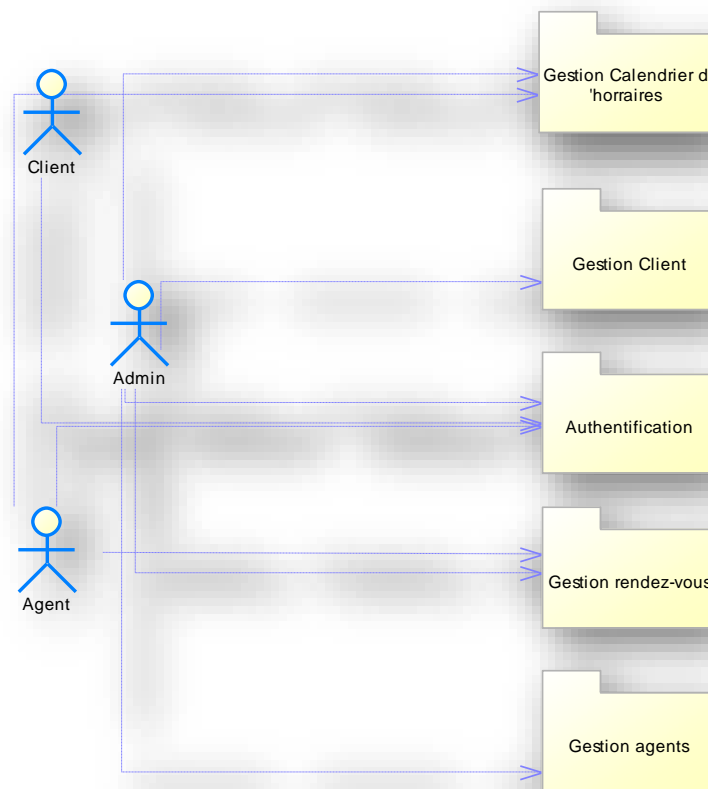 Gestion Calendrier d
'horraires
Client
Gestion Client
Admin
Authentification
Gestion rendez-vous
Agent
Gestion agents